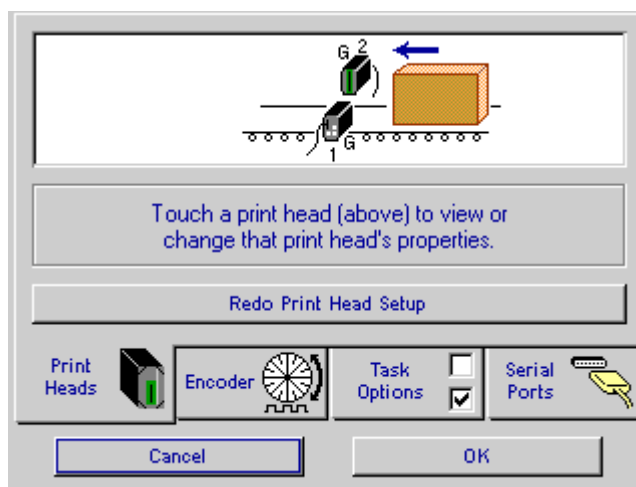 G 2
1 G
Touch a print head (above) to view or
change that print head's properties.
Redo Print Head Setup
Print
Heads
Encoder
Task
Options
Serial
Ports
Cancel
OK